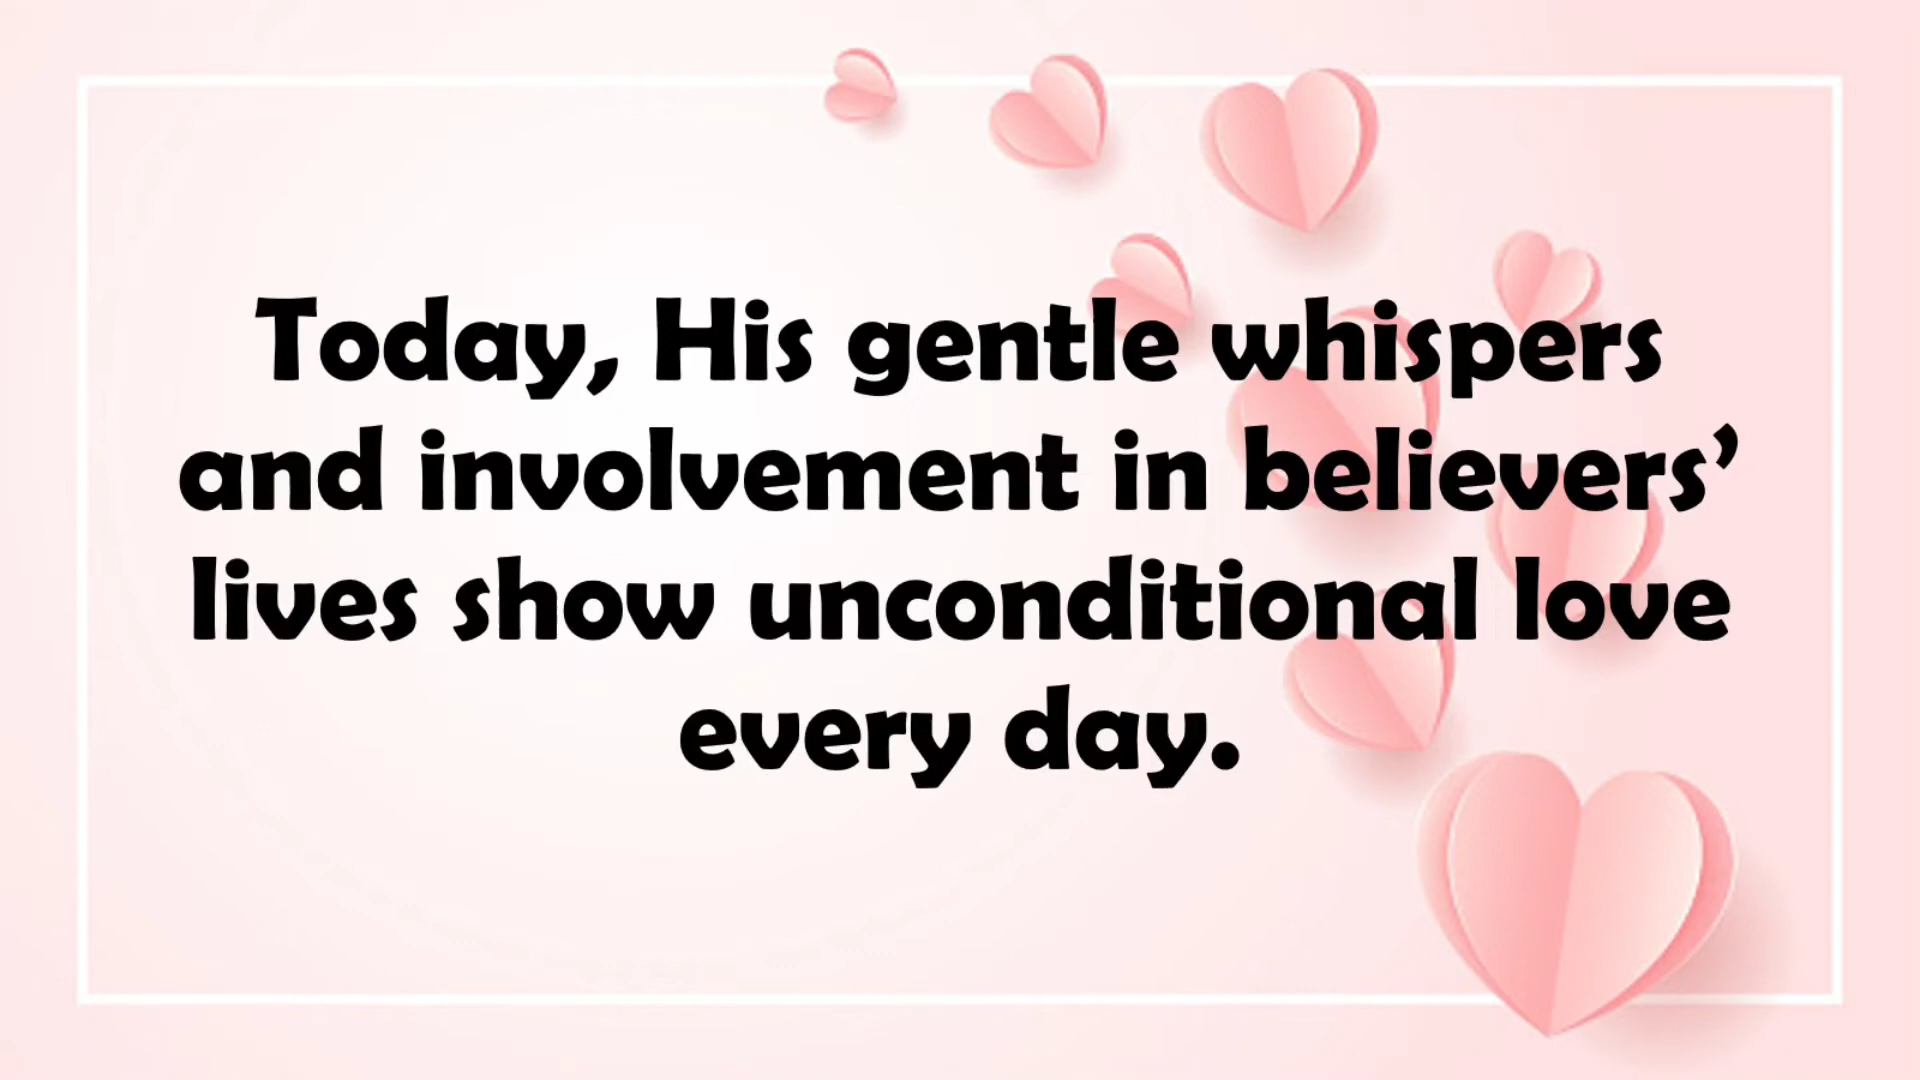 Today, His gentle whispers
and involvement in believers’
lives show unconditional love
every day.